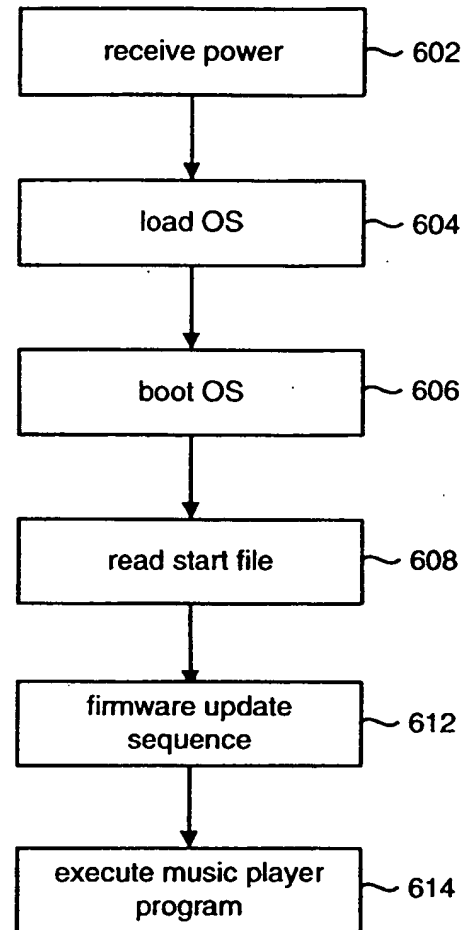 receive power
602
load OS
604
boot OS
606
read start file
608
firmware update
sequence
612
execute music player
program
614